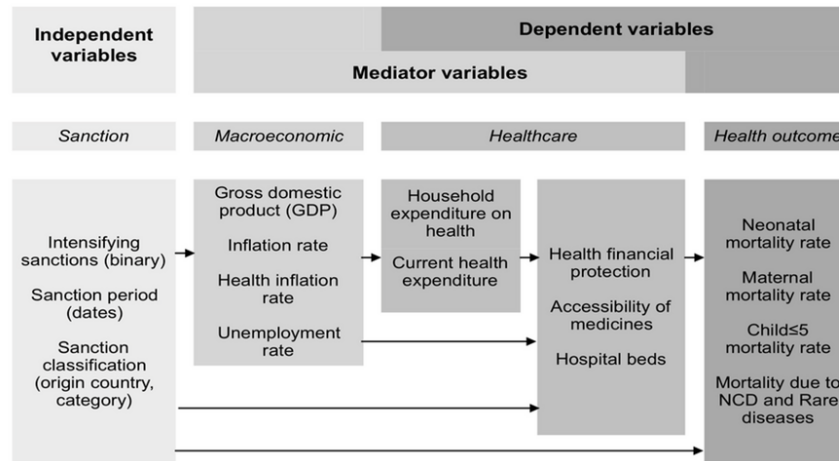 Independent
variables
Dependent variables
Mediator variables
Sanction
Macroeconomic
Healthcare
Health outcome
Intensifying
sanctions (binary)
Sanction period
(dates)
Sanction
classification
(origin country,
category)
Gross domestic
product (GDP)
Inflation rate
Health inflation
rate
Unemployment
rate
Household
expenditure on
health
Current health
expenditure
Health financial
protection
Accessibility of
medicines
Hospital beds
Neonatal
mortality rate
Maternal
mortality rate
Child≤5
mortality rate
Mortality due to
NCD and Rare
diseases